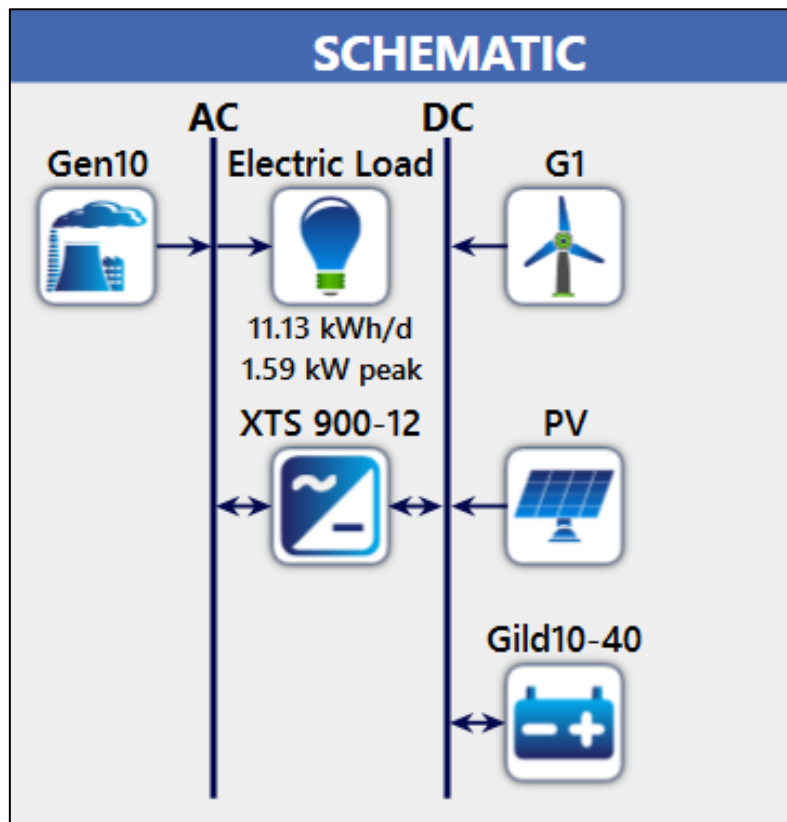 SCHEMATIC
AC DC
Gen10 Electric Load G1
11.13 kWh/d
1.59 kW peak
XTS 900-12 PV
Gild10-40